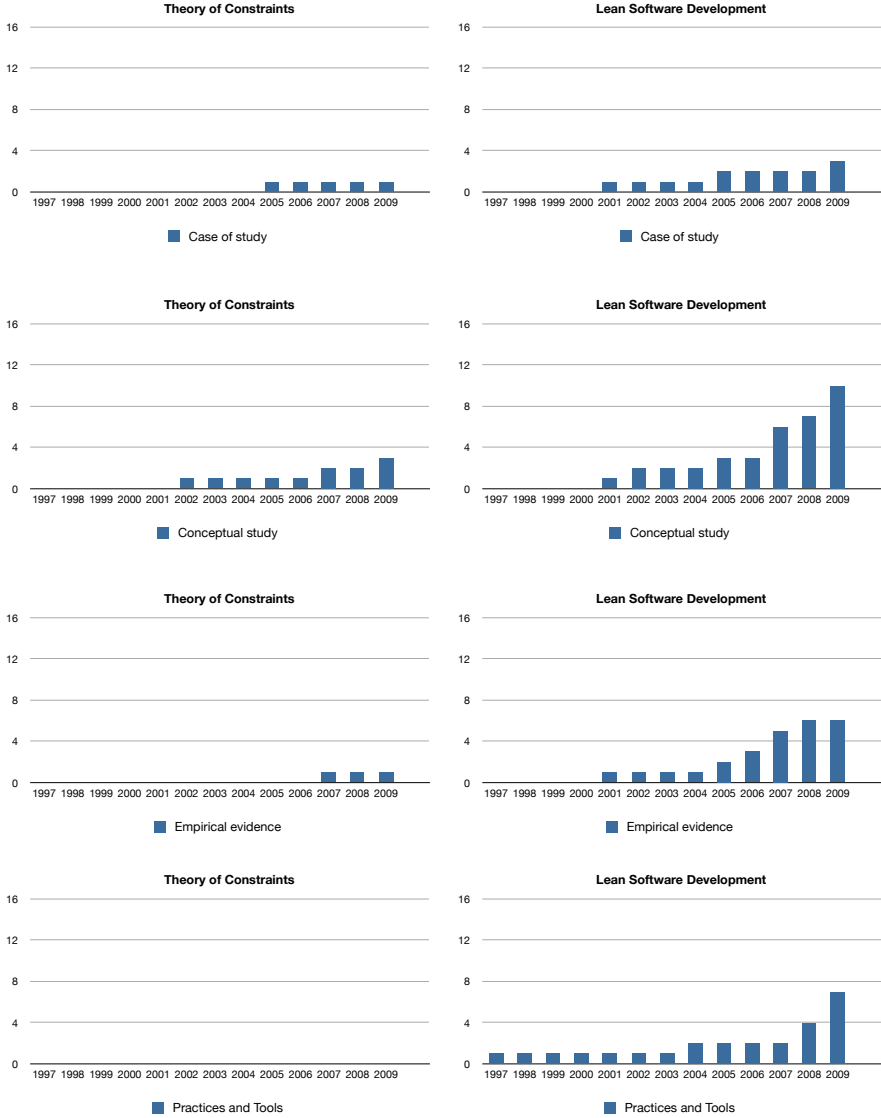 Theory of Constraints
16
12
8
4
0
1997 1998 1999 2000 2001 2002 2003 2004 2005 2006 2007 2008 2009
Case of study
Lean Software Development
16
12
8
4
0
1997 1998 1999 2000 2001 2002 2003 2004 2005 2006 2007 2008 2009
Case of study
Theory of Constraints
16
12
8
4
0
1997 1998 1999 2000 2001 2002 2003 2004 2005 2006 2007 2008 2009
Conceptual study
Lean Software Development
16
12
8
4
0
1997 1998 1999 2000 2001 2002 2003 2004 2005 2006 2007 2008 2009
Conceptual study
Theory of Constraints
16
12
8
4
0
1997 1998 1999 2000 2001 2002 2003 2004 2005 2006 2007 2008 2009
Empirical evidence
Lean Software Development
16
12
8
4
0
1997 1998 1999 2000 2001 2002 2003 2004 2005 2006 2007 2008 2009
Empirical evidence
Theory of Constraints
16
12
8
4
0
1997 1998 1999 2000 2001 2002 2003 2004 2005 2006 2007 2008 2009
Practices and Tools
Lean Software Development
16
12
8
4
0
1997 1998 1999 2000 2001 2002 2003 2004 2005 2006 2007 2008 2009
Practices and Tools